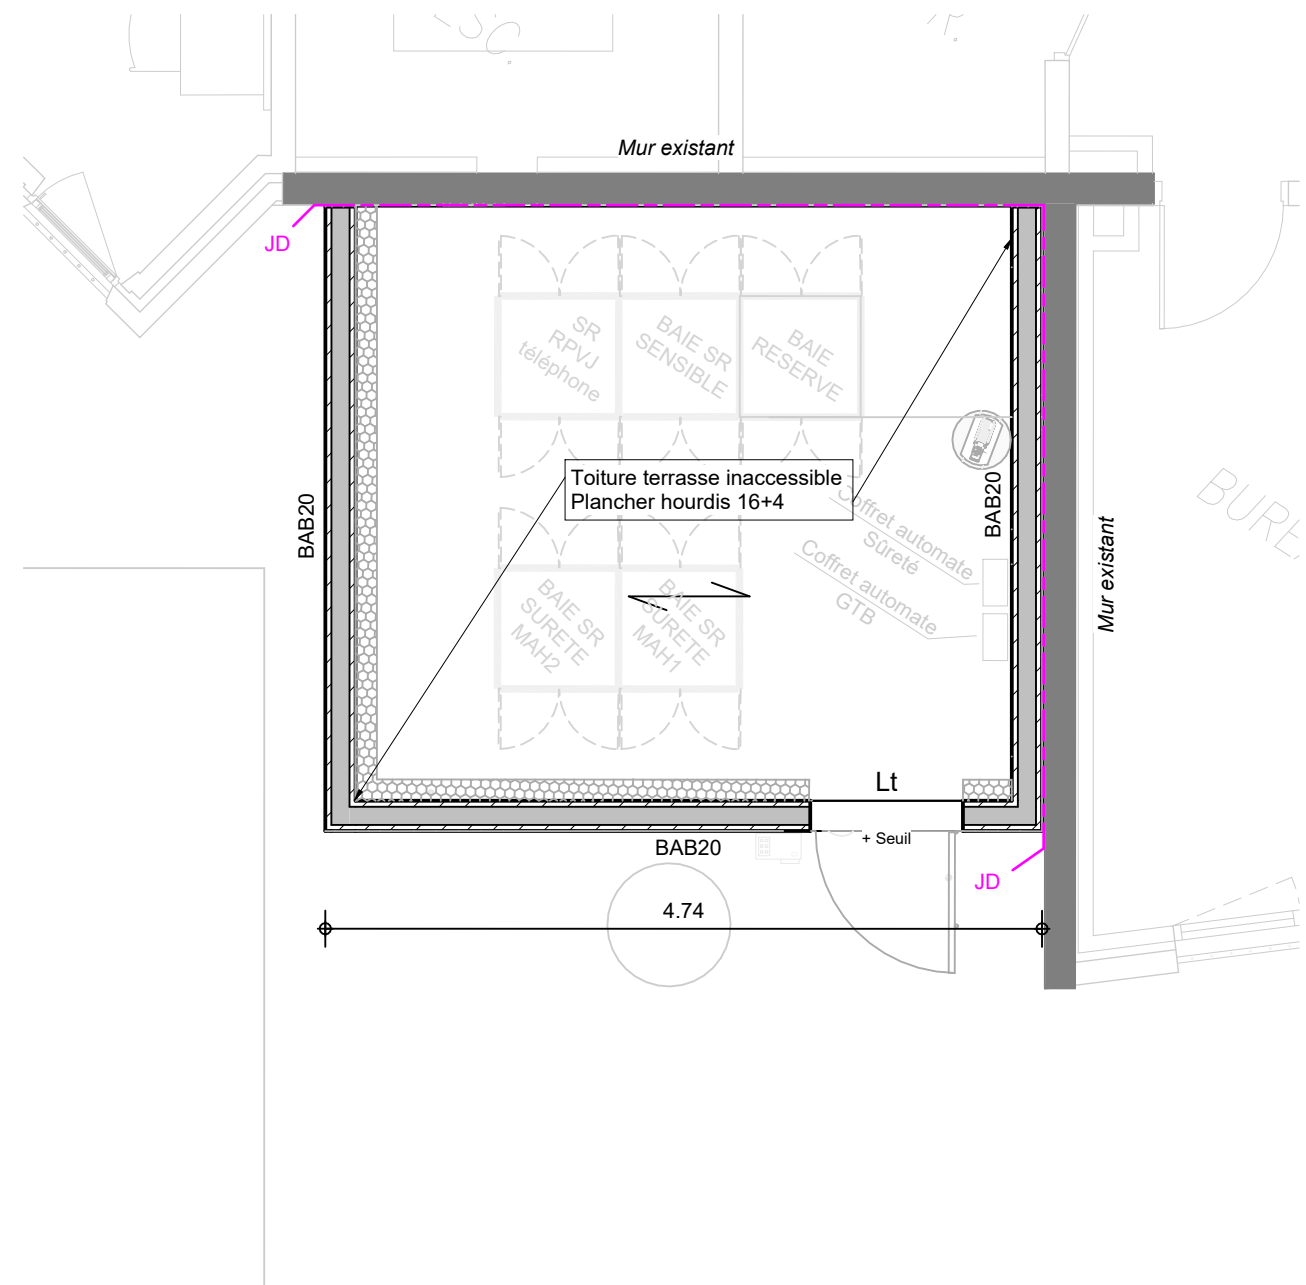 Mur existant
JD
SR
RPVJ
téléphone
BAIE SR
SENSIBLE
BAIE
RESERVE
Toiture terrasse inaccessible
Plancher hourdis 16+4
BAB20
BAB20
Coffret automate
Sûreté
Coffret automate
GTB
Mur existant
BAIE SR
SURETE
MAH2
BAIE SR
SURETE
MAH1
Lt
+ Seuil
BAB20
JD
4.74